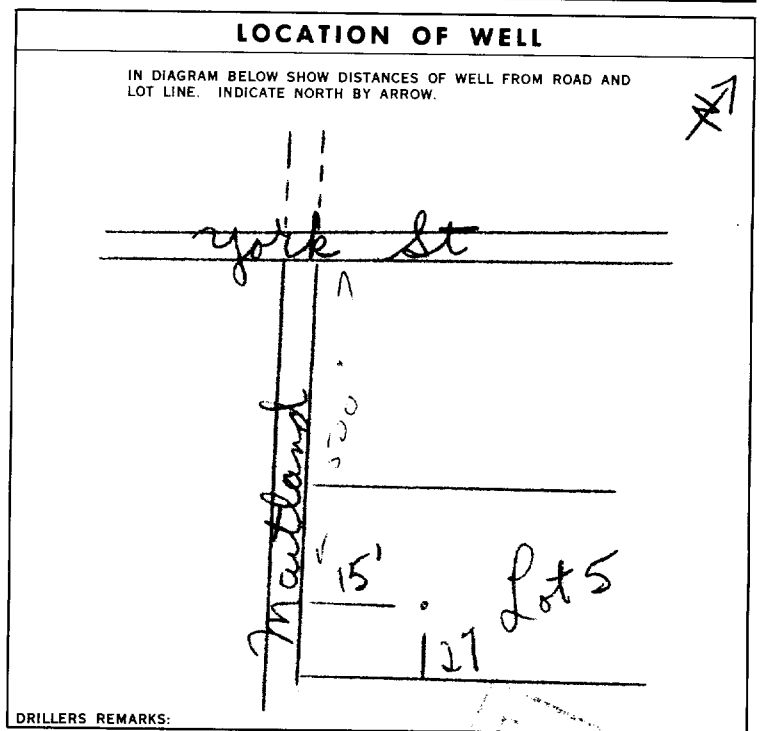 LOCATION OF WELL
IN DIAGRAM BELOW SHOW DISTANCES OF WELL FROM ROAD AND
LOT LINE. INDICATE NORTH BY ARROW.
N
York St
Maitland
15'
Lot 5
127
DRILLERS REMARKS: